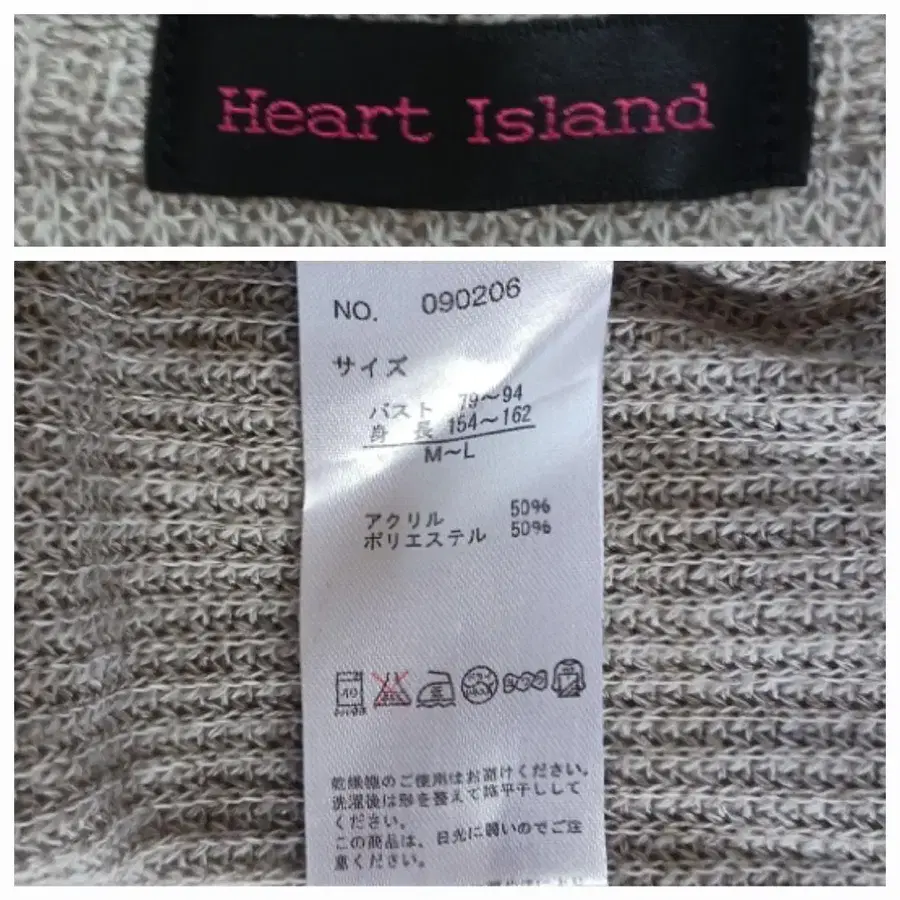 Heart Island
NO. 090206
サイズ
バスト 79～94
身 長 154～162
M～L
アクリル 50%
ポリエステル 50%
40
乾燥機のご使用はお避けください。
洗濯後は形を整えて陰平干しして
ください。
この商品は、日光に弱いのでご注
意ください。